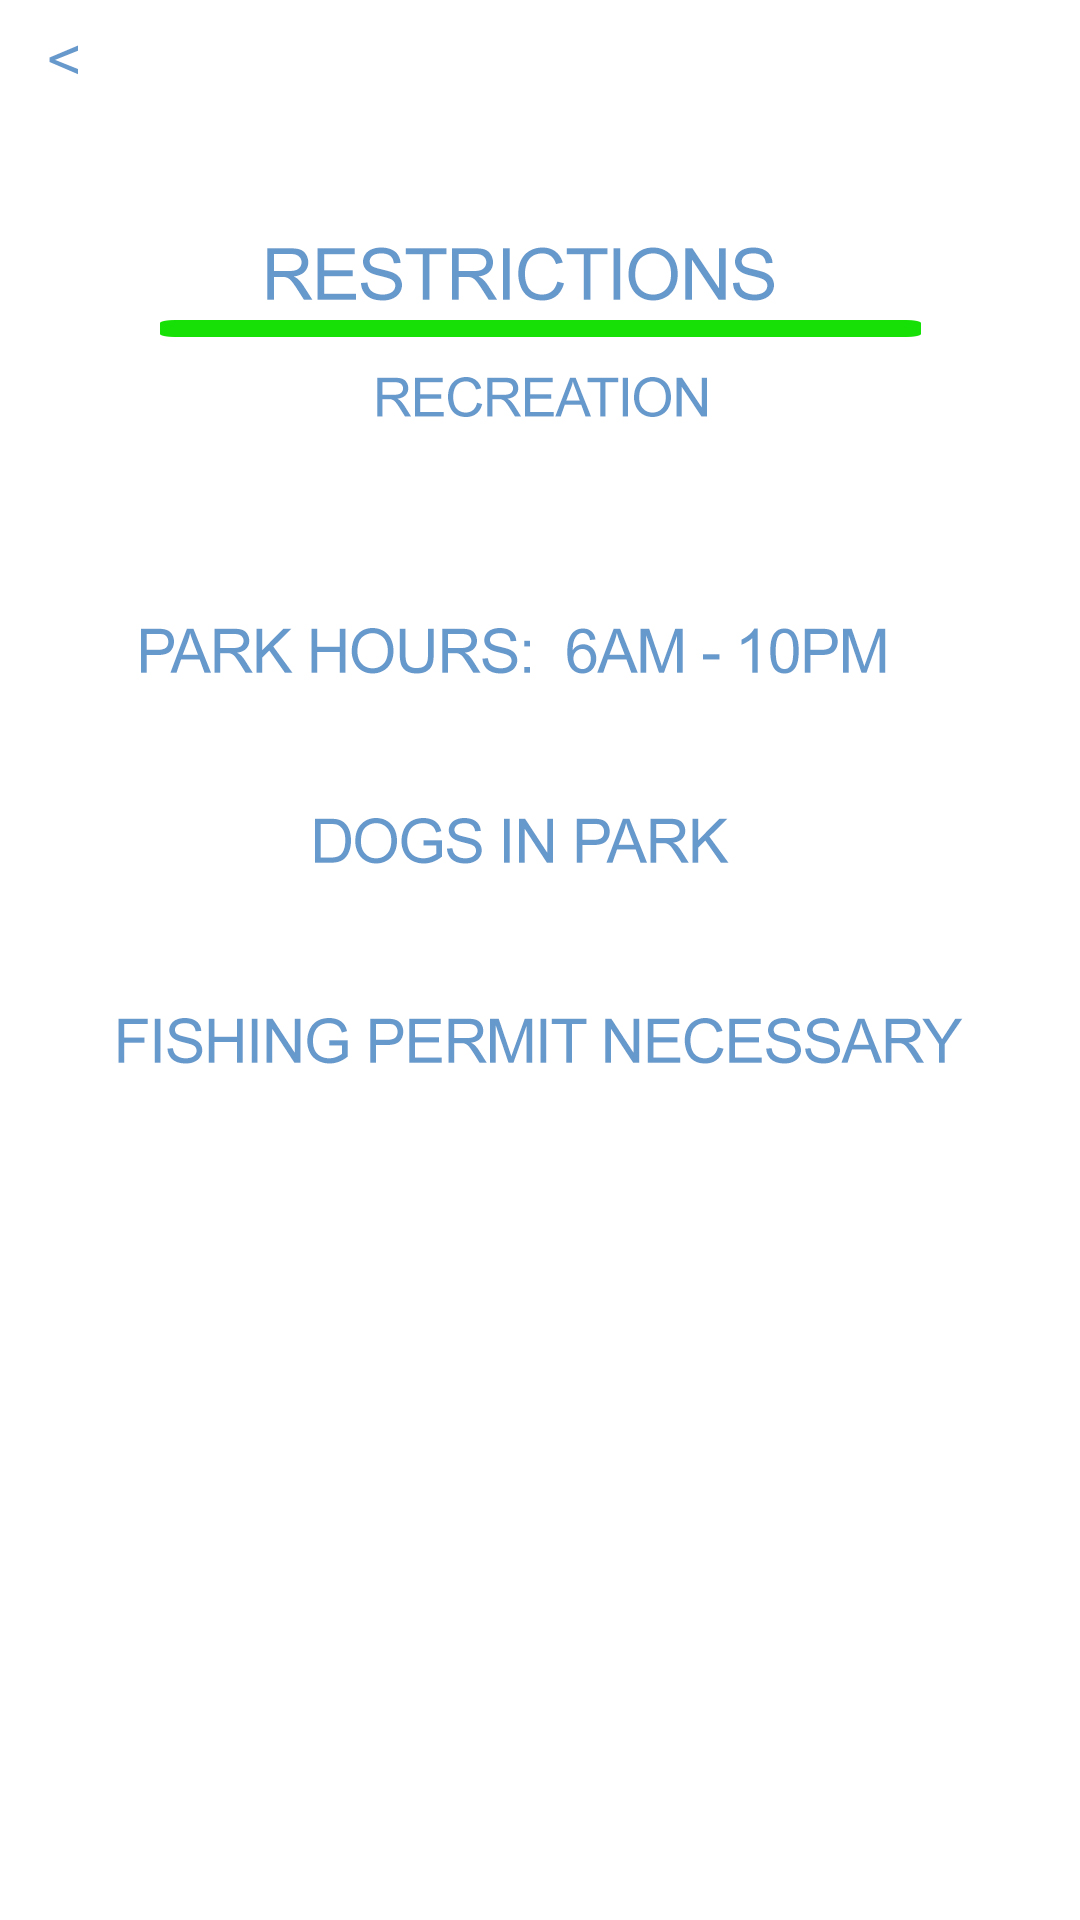 <
RESTRICTIONS
RECREATION
PARK HOURS:  6AM - 10PM
DOGS IN PARK
FISHING PERMIT NECESSARY